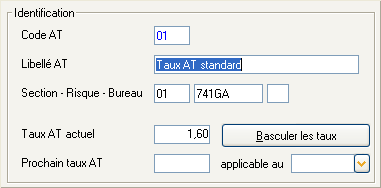 Identification
Code AT 01
Libellé AT Taux AT standard
Section - Risque - Bureau 01 741GA
Taux AT actuel 1,60 Basculer les taux
Prochain taux AT applicable au